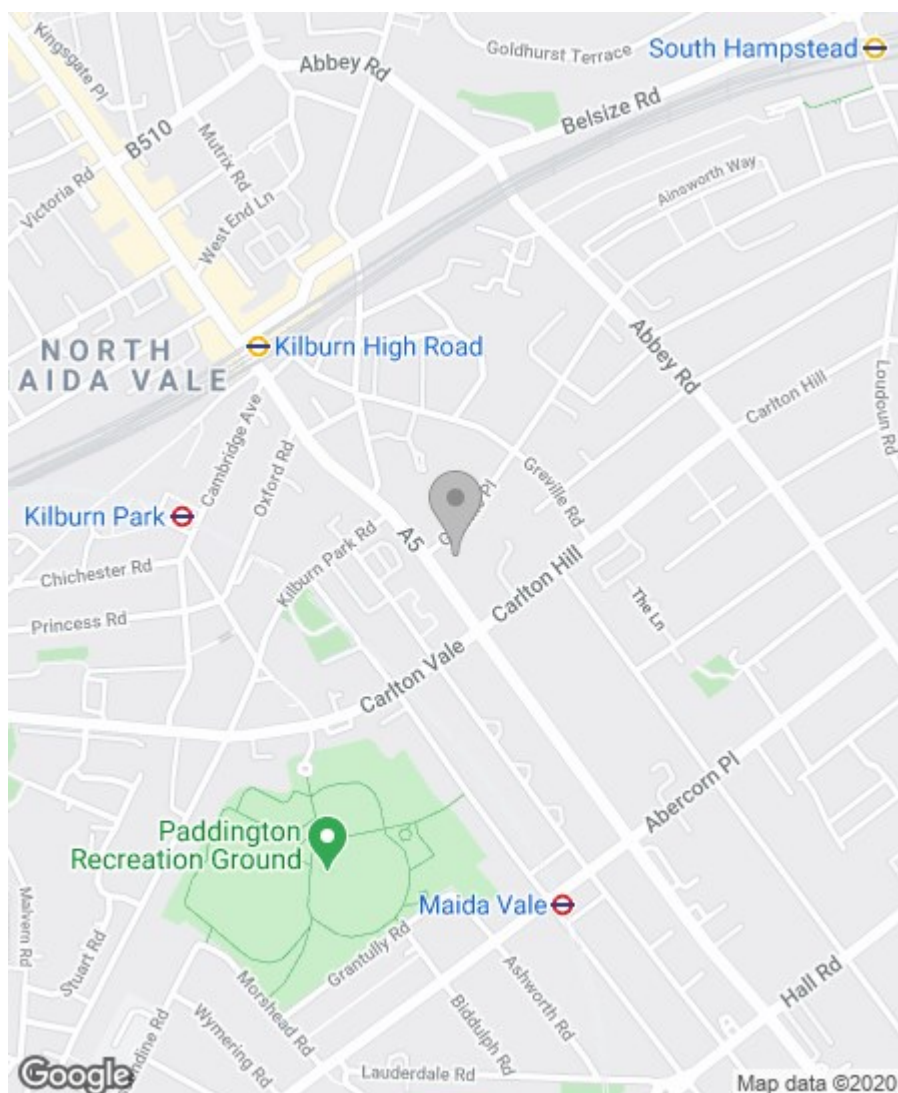 Kingsgate Pl
Goldhurst Terrace
South Hampstead
Abbey Rd
Belsize Rd
B510
Mutrix Rd
Victoria Rd
West End Ln
Ainsworth Way
NORTH
AIDA VALE
Kilburn High Road
Abbey Rd
Carlton Hill
Loudoun Rd
Cambridge Ave
Oxford Rd
Greville Rd
Kilburn Park
Kilburn Park Rd
A5
G
Pl
Chichester Rd
Princess Rd
Carlton Hill
The Ln
Carlton Vale
Abercorn Pl
Paddington
Recreation Ground
Maida Vale
Malvern Rd
Stuart Rd
Grantully Rd
Ashworth Rd
Hall Rd
Morshead Rd
Biddulph Rd
Wymering Rd
andine Rd
Lauderdale Rd
Google
Map data ©2020